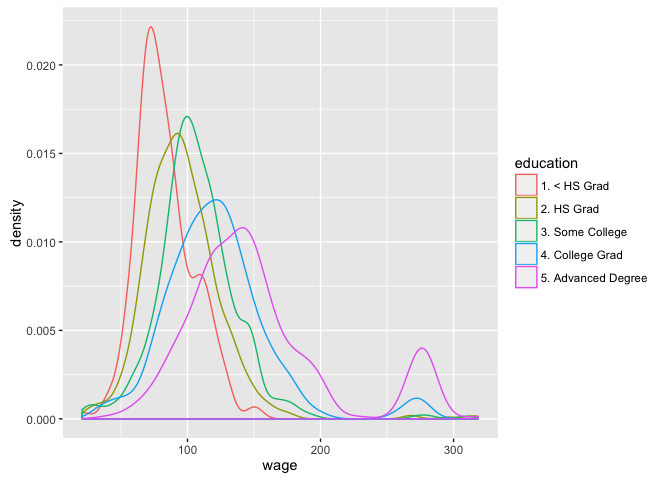 0.020
0.015
0.010
0.005
0.000
density
100
200
300
wage
education
1. < HS Grad
2. HS Grad
3. Some College
4. College Grad
5. Advanced Degree